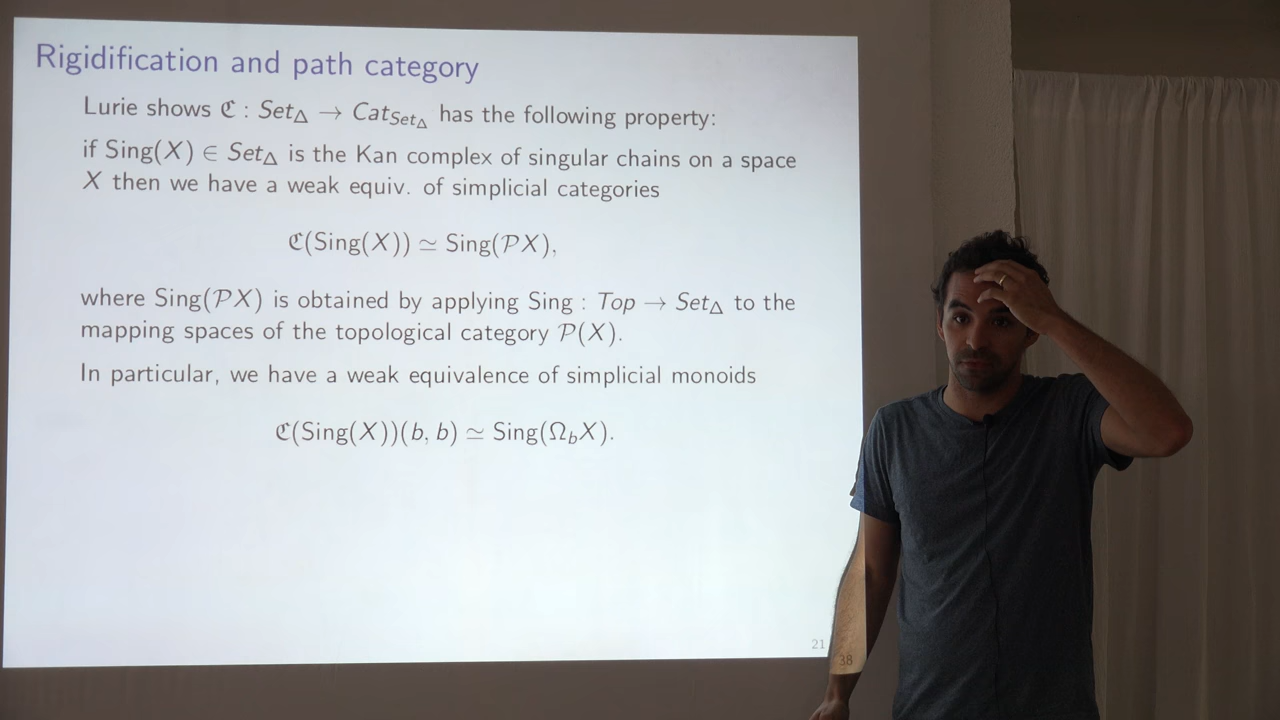 Rigidification and path category
Lurie shows ℭ : Set_Δ → Cat_{Set_Δ} has the following property:
if Sing(X) ∈ Set_Δ is the Kan complex of singular chains on a space
X then we have a weak equiv. of simplicial categories
ℭ(Sing(X)) ≃ Sing(𝒫X),
where Sing(𝒫X) is obtained by applying Sing : Top → Set_Δ to the
mapping spaces of the topological category 𝒫(X).
In particular, we have a weak equivalence of simplicial monoids
ℭ(Sing(X))(b, b) ≃ Sing(Ω_bX).
21
38